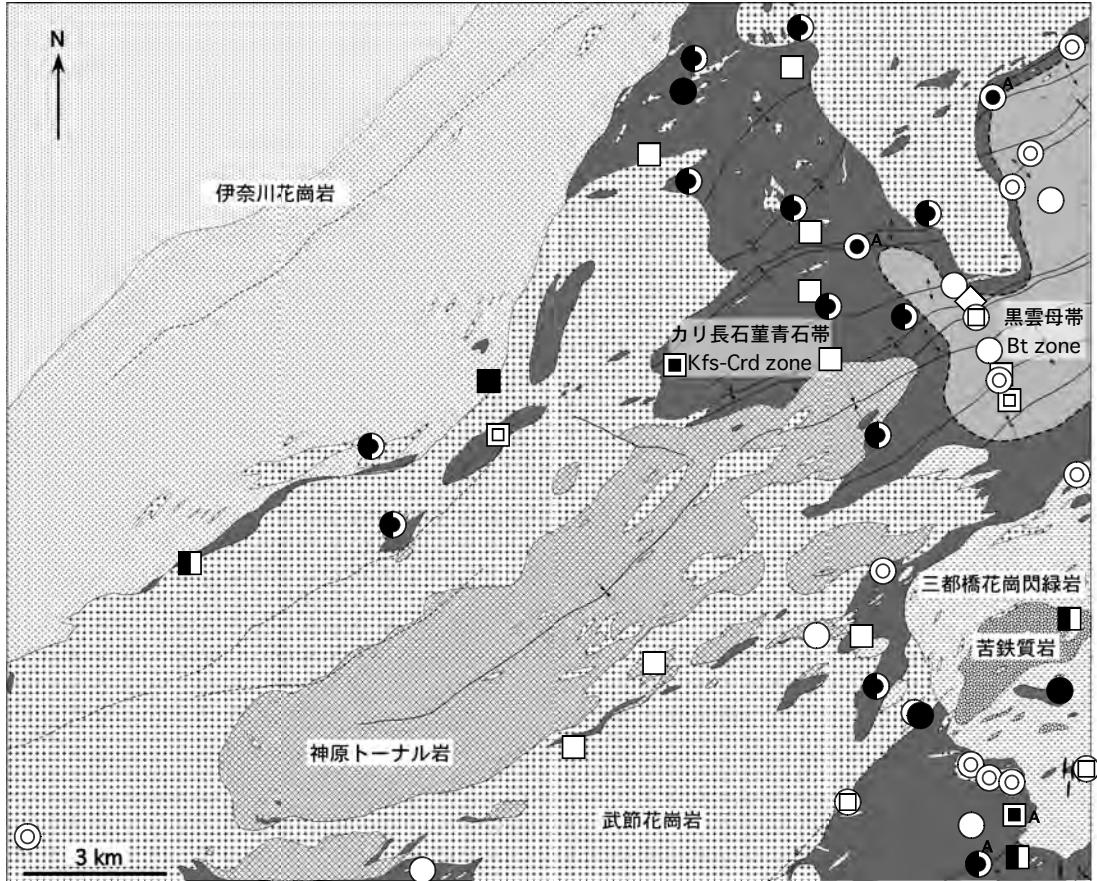 N
A
伊奈川花崗岩
A
カリ長石菫青石帯
Kfs-Crd zone
黒雲母帯
Bt zone
三都橋花崗閃緑岩
苦鉄質岩
神原トーナル岩
武節花崗岩
A
A
3 km